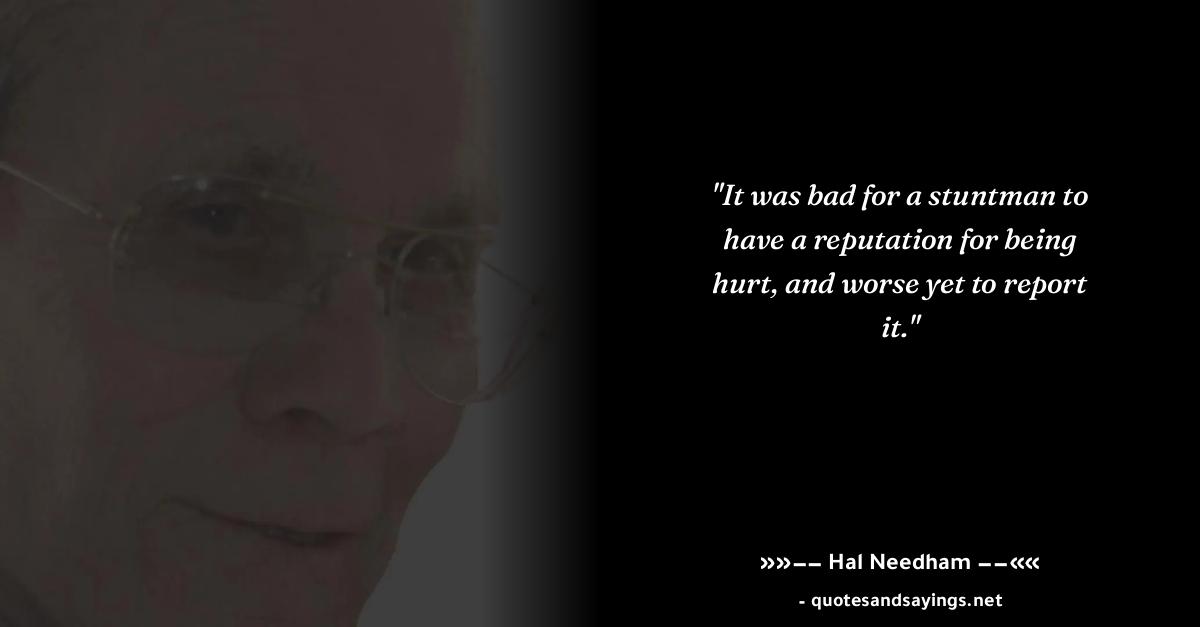 "It was bad for a stuntman to
have a reputation for being
hurt, and worse yet to report
it."
»»−− Hal Needham −−««
- quotesandsayings.net